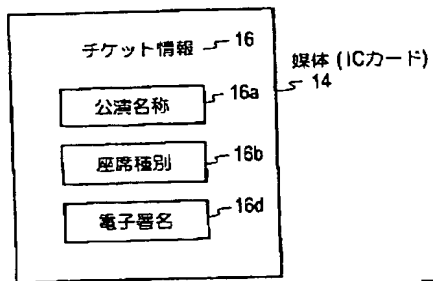 チケット情報 16
媒体 (ICカード)
14
公演名称 16a
座席種別 16b
電子署名 16d